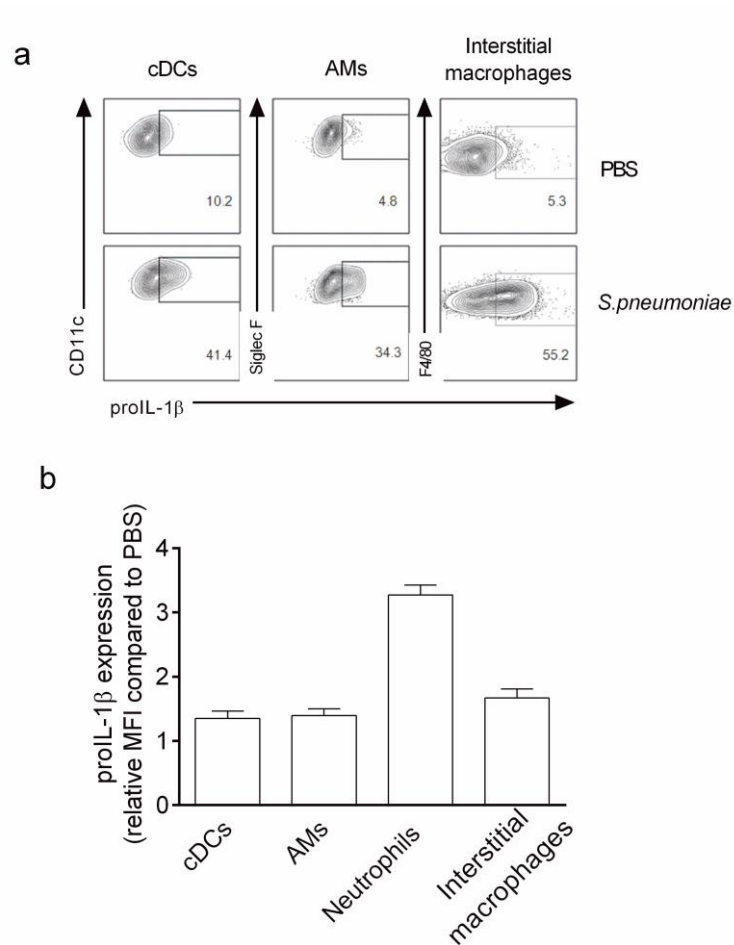 a
cDCs
AMs
Interstitial
macrophages
CD11c
10.2
Siglec F
4.8
F4/80
5.3
PBS
41.4
34.3
55.2
S.pneumoniae
proIL-1β
b
proIL-1β expression
(relative MFI compared to PBS)
4
3
2
1
0
cDCs
AMs
Neutrophils
Interstitial
macrophages